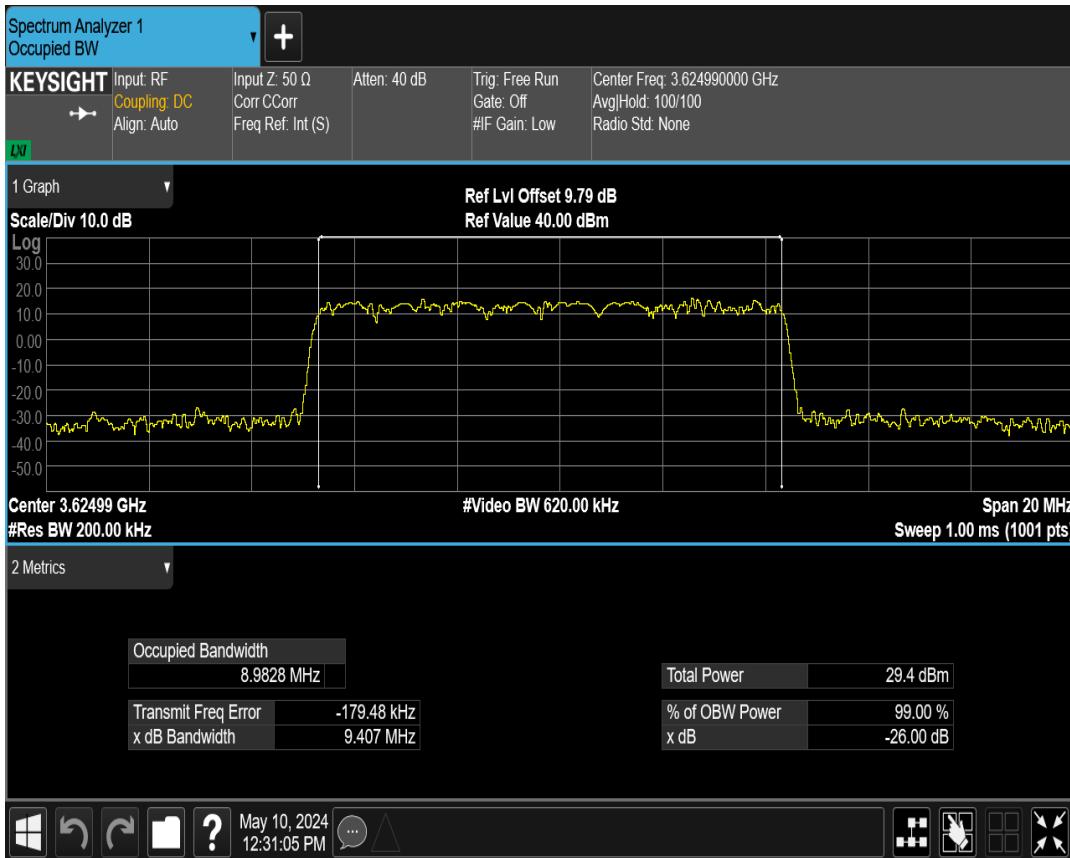 Spectrum Analyzer 1
Occupied BW
+
KEYSIGHT
Input: RF
Coupling: DC
Align: Auto
Input Z: 50 Ω
Corr CCorr
Freq Ref: Int (S)
Atten: 40 dB
Trig: Free Run
Gate: Off
#IF Gain: Low
Center Freq: 3.624990000 GHz
Avg|Hold: 100/100
Radio Std: None
LXI
1 Graph
Scale/Div 10.0 dB
Ref Lvl Offset 9.79 dB
Ref Value 40.00 dBm
Log
30.0
20.0
10.0
0.00
-10.0
-20.0
-30.0
-40.0
-50.0
Center 3.62499 GHz
#Video BW 620.00 kHz
Span 20 MHz
#Res BW 200.00 kHz
Sweep 1.00 ms (1001 pts)
2 Metrics
Occupied Bandwidth
8.9828 MHz
Total Power 29.4 dBm
Transmit Freq Error -179.48 kHz
% of OBW Power 99.00 %
x dB Bandwidth 9.407 MHz
x dB -26.00 dB
?
May 10, 2024
12:31:05 PM